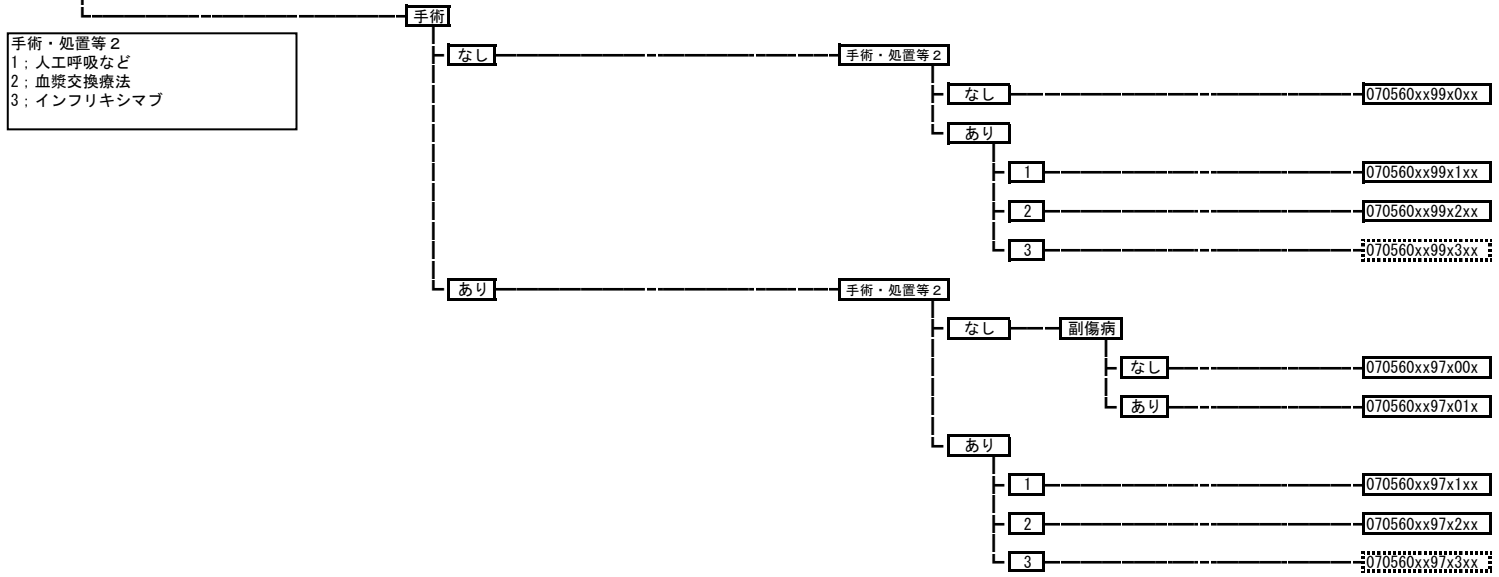 手術
手術・処置等2
1;人工呼吸など
2;血漿交換療法
3;インフリキシマブ
なし
手術・処置等2
なし
070560xx99x0xx
あり
1
070560xx99x1xx
2
070560xx99x2xx
3
070560xx99x3xx
あり
手術・処置等2
なし
副傷病
なし
070560xx97x00x
あり
070560xx97x01x
あり
1
070560xx97x1xx
2
070560xx97x2xx
3
070560xx97x3xx